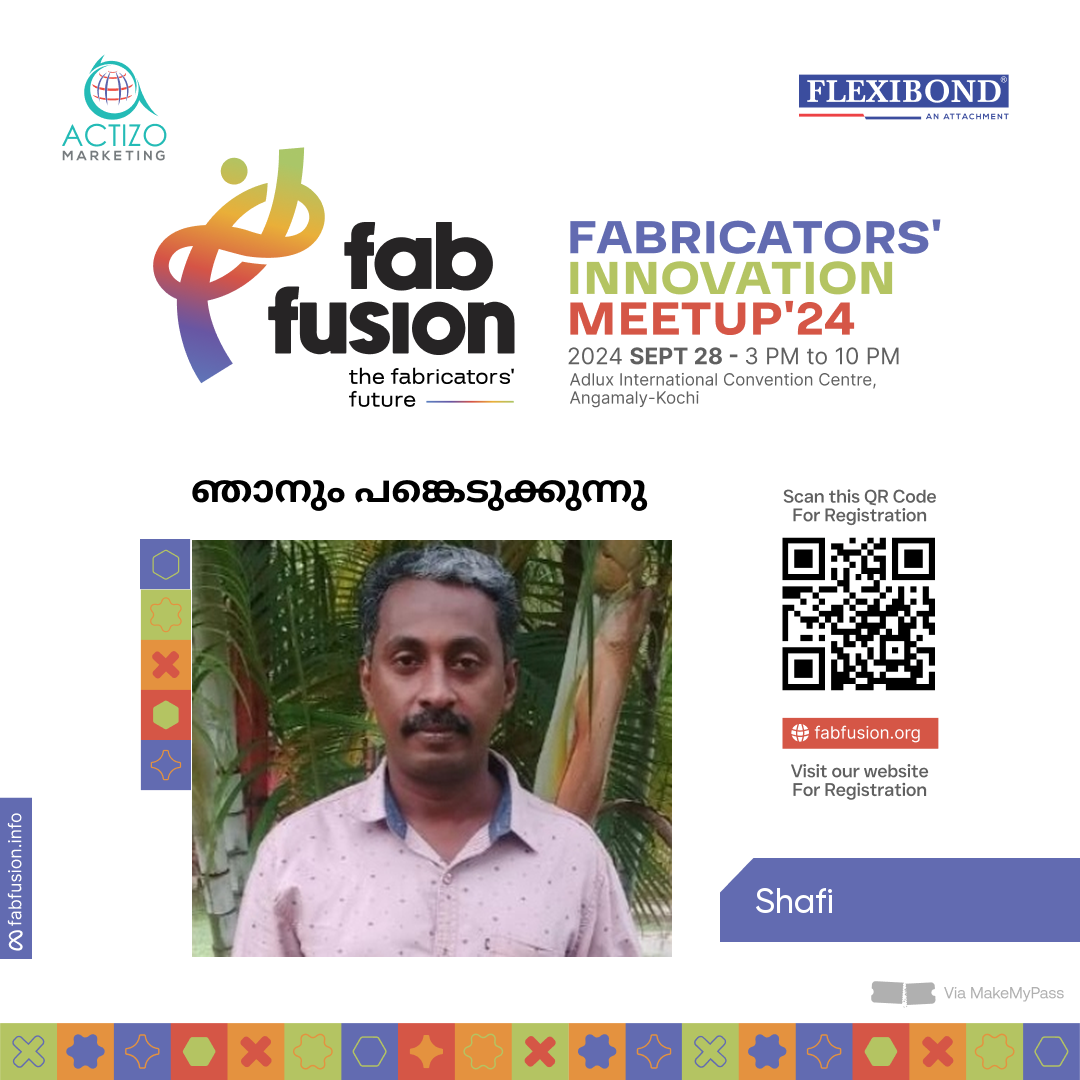 ACTIZO
MARKETING
FLEXIBOND®
AN ATTACHMENT
fab
fusion
the fabricators'
future
FABRICATORS'
INNOVATION
MEETUP'24
2024 SEPT 28 - 3 PM to 10 PM
Adlux International Convention Centre,
Angamaly-Kochi
ഞാനും പങ്കെടുക്കുന്നു
Scan this QR Code
For Registration
fabfusion.org
Visit our website
For Registration
fabfusion.info
Shafi
Via MakeMyPass